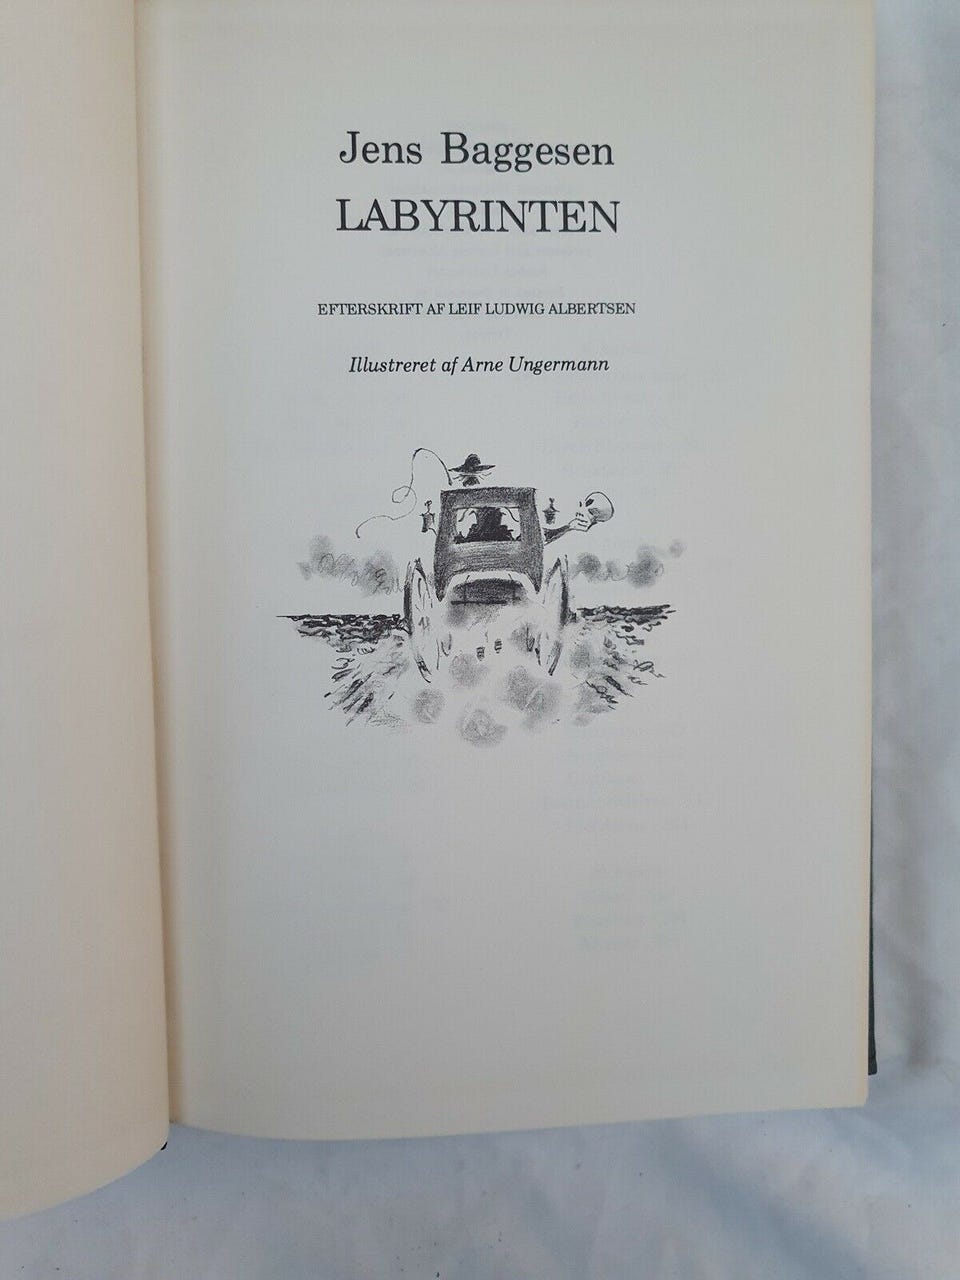 Jens Baggesen
LABYRINTEN
EFTERSKRIFT AF LEIF LUDWIG ALBERTSEN
Illustreret af Arne Ungermann